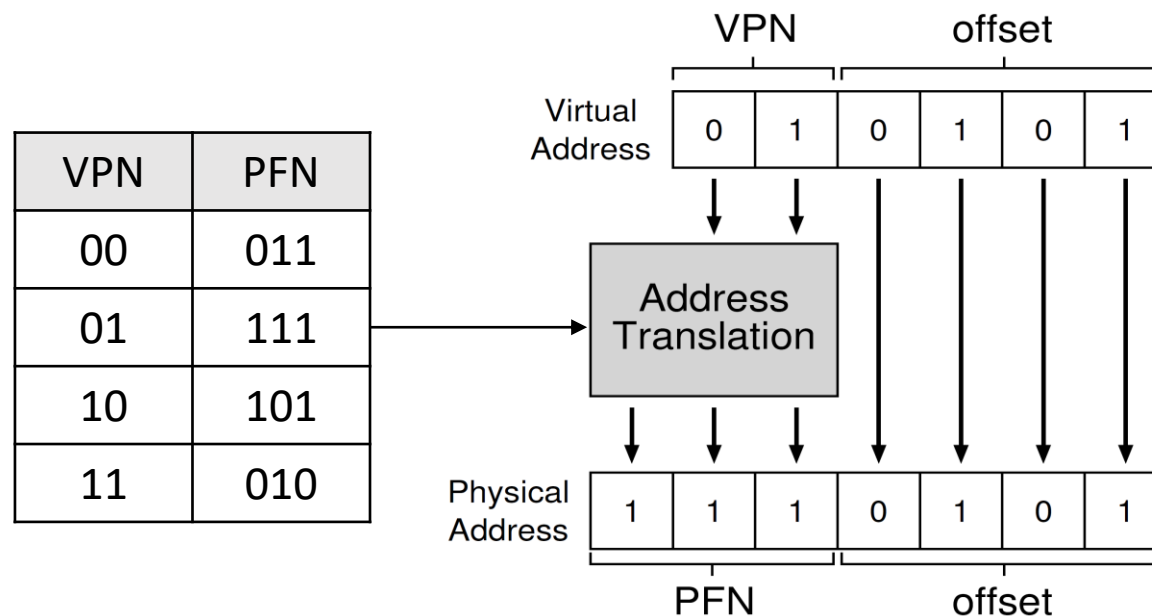 VPN PFN
00 011
01 111
10 101
11 010
VPN offset
Virtual
Address
0 1 0 1 0 1
Address
Translation
Physical
Address
1 1 1 0 1 0 1
PFN offset